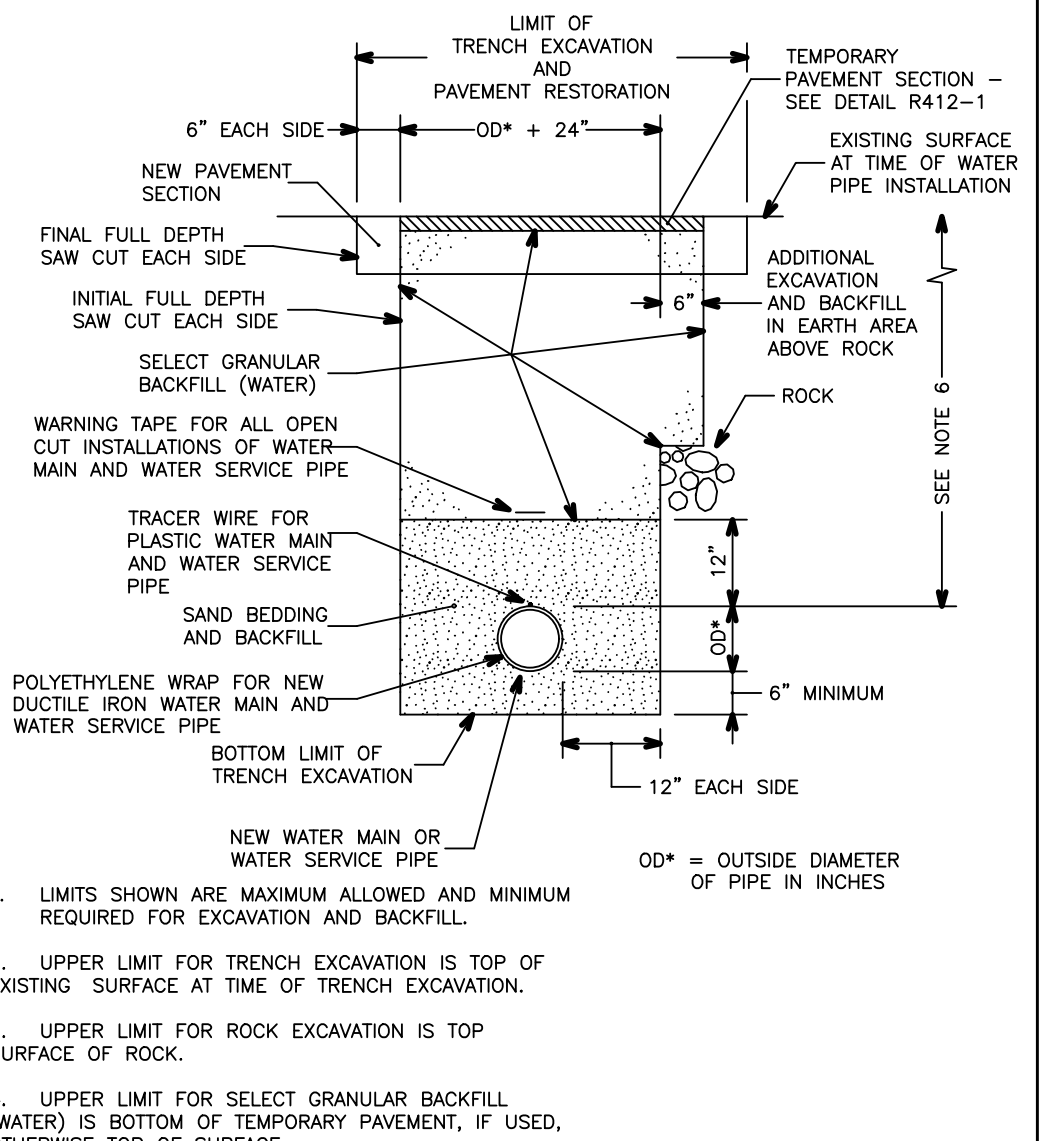 LIMIT OF
TRENCH EXCAVATION
AND
PAVEMENT RESTORATION
TEMPORARY
PAVEMENT SECTION –
SEE DETAIL R412–1
6" EACH SIDE
OD* + 24"
EXISTING SURFACE
AT TIME OF WATER
PIPE INSTALLATION
NEW PAVEMENT
SECTION
FINAL FULL DEPTH
SAW CUT EACH SIDE
ADDITIONAL
EXCAVATION
AND BACKFILL
IN EARTH AREA
ABOVE ROCK
6"
INITIAL FULL DEPTH
SAW CUT EACH SIDE
SELECT GRANULAR
BACKFILL (WATER)
ROCK
SEE NOTE 6
WARNING TAPE FOR ALL OPEN
CUT INSTALLATIONS OF WATER
MAIN AND WATER SERVICE PIPE
TRACER WIRE FOR
PLASTIC WATER MAIN
AND WATER SERVICE
PIPE
12"
SAND BEDDING
AND BACKFILL
OD*
POLYETHYLENE WRAP FOR NEW
DUCTILE IRON WATER MAIN AND
WATER SERVICE PIPE
6" MINIMUM
BOTTOM LIMIT OF
TRENCH EXCAVATION
12" EACH SIDE
NEW WATER MAIN OR
WATER SERVICE PIPE
OD* = OUTSIDE DIAMETER
OF PIPE IN INCHES
. LIMITS SHOWN ARE MAXIMUM ALLOWED AND MINIMUM
REQUIRED FOR EXCAVATION AND BACKFILL.
. UPPER LIMIT FOR TRENCH EXCAVATION IS TOP OF
XISTING SURFACE AT TIME OF TRENCH EXCAVATION.
. UPPER LIMIT FOR ROCK EXCAVATION IS TOP
URFACE OF ROCK.
. UPPER LIMIT FOR SELECT GRANULAR BACKFILL
WATER) IS BOTTOM OF TEMPORARY PAVEMENT, IF USED,
THERWISE TOP OF SURFACE